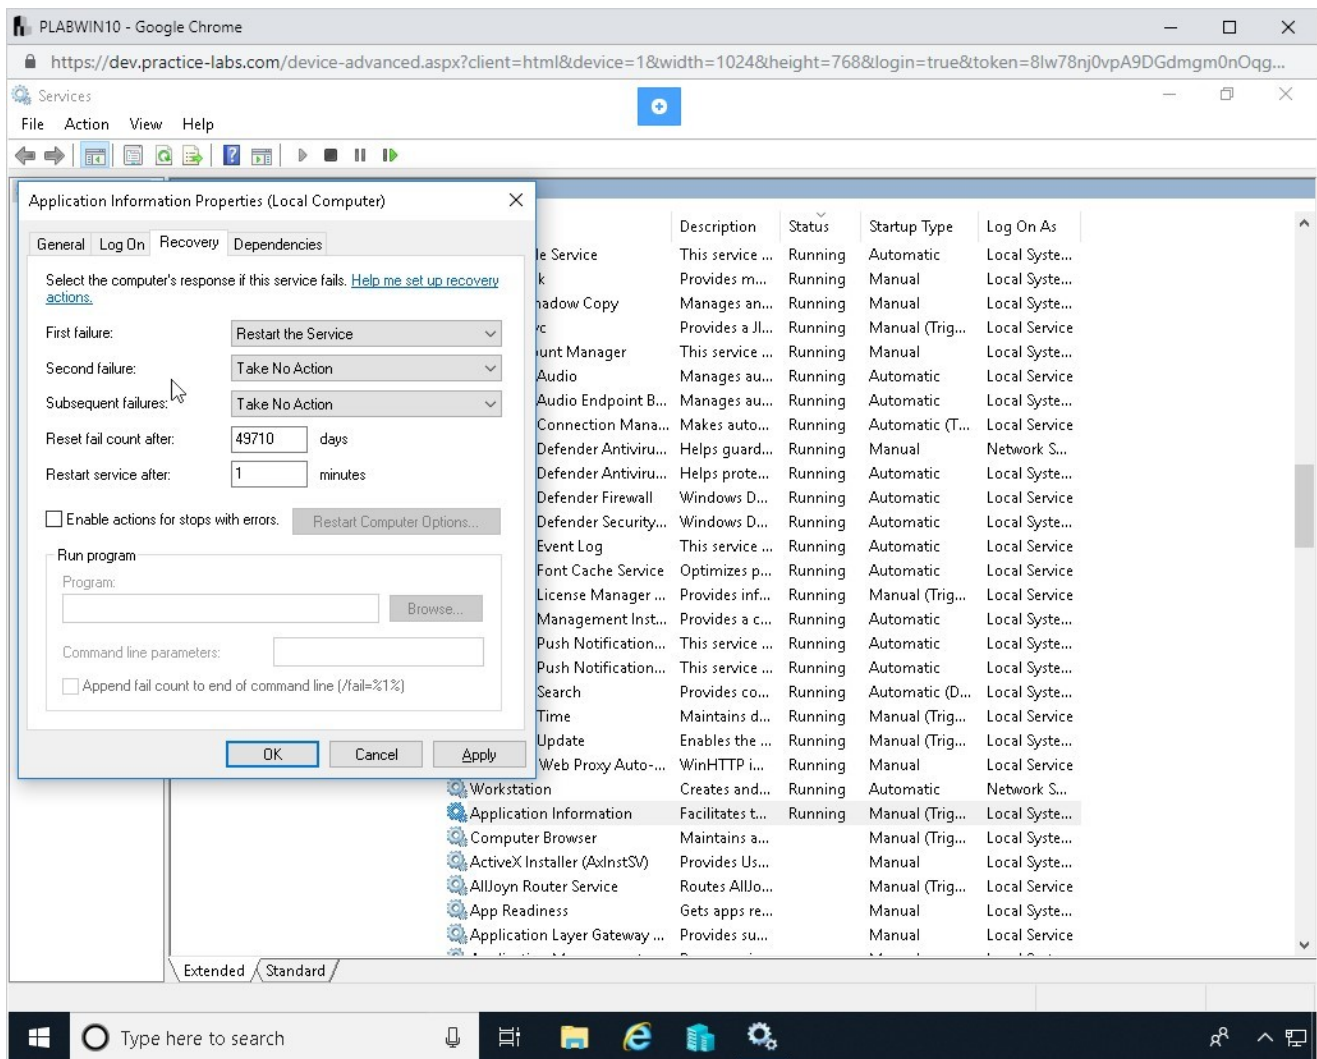 PLABWIN10 - Google Chrome
https://dev.practice-labs.com/device-advanced.aspx?client=html&device=1&width=1024&height=768&login=true&token=8lw78nj0vpA9DGdmgm0nOqg...
Services
File Action View Help
Application Information Properties (Local Computer)
General Log On Recovery Dependencies
Select the computer's response if this service fails. Help me set up recovery
actions.
First failure: Restart the Service
Second failure: Take No Action
Subsequent failures: Take No Action
Reset fail count after: 49710 days
Restart service after: 1 minutes
Enable actions for stops with errors. Restart Computer Options...
Run program
Program:
Browse...
Command line parameters:
Append fail count to end of command line (/fail=%1%)
OK Cancel Apply
Description Status Startup Type Log On As
le Service This service ... Running Automatic Local Syste...
k Provides m... Running Manual Local Syste...
hadow Copy Manages an... Running Manual Local Syste...
vc Provides a JI... Running Manual (Trig... Local Service
ount Manager This service ... Running Manual Local Syste...
Audio Manages au... Running Automatic Local Service
Audio Endpoint B... Manages au... Running Automatic Local Syste...
Connection Mana... Makes auto... Running Automatic (T... Local Service
Defender Antiviru... Helps guard... Running Manual Network S...
Defender Antiviru... Helps prote... Running Automatic Local Syste...
Defender Firewall Windows D... Running Automatic Local Service
Defender Security... Windows D... Running Automatic Local Syste...
Event Log This service ... Running Automatic Local Service
Font Cache Service Optimizes p... Running Automatic Local Service
License Manager ... Provides inf... Running Manual (Trig... Local Service
Management Inst... Provides a c... Running Automatic Local Syste...
Push Notification... This service ... Running Automatic Local Syste...
Push Notification... This service ... Running Automatic Local Syste...
Search Provides co... Running Automatic (D... Local Syste...
Time Maintains d... Running Manual (Trig... Local Service
Update Enables the ... Running Manual (Trig... Local Syste...
Web Proxy Auto-... WinHTTP i... Running Manual Local Service
Workstation Creates and... Running Automatic Network S...
Application Information Facilitates t... Running Manual (Trig... Local Syste...
Computer Browser Maintains a... Manual (Trig... Local Syste...
ActiveX Installer (AxInstSV) Provides Us... Manual Local Syste...
AllJoyn Router Service Routes AllJo... Manual (Trig... Local Service
App Readiness Gets apps re... Manual Local Syste...
Application Layer Gateway ... Provides su... Manual Local Service
Extended Standard
Type here to search